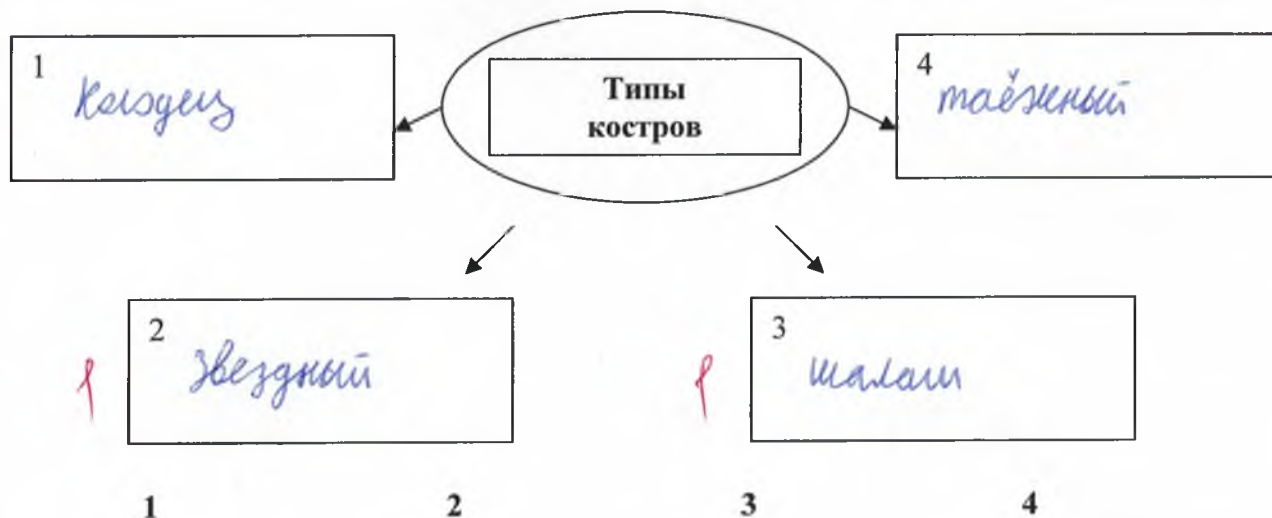 1
Колодец
Типы
костров
4
таёжный
2
Звездный
3
шалаш
1 2 3 4